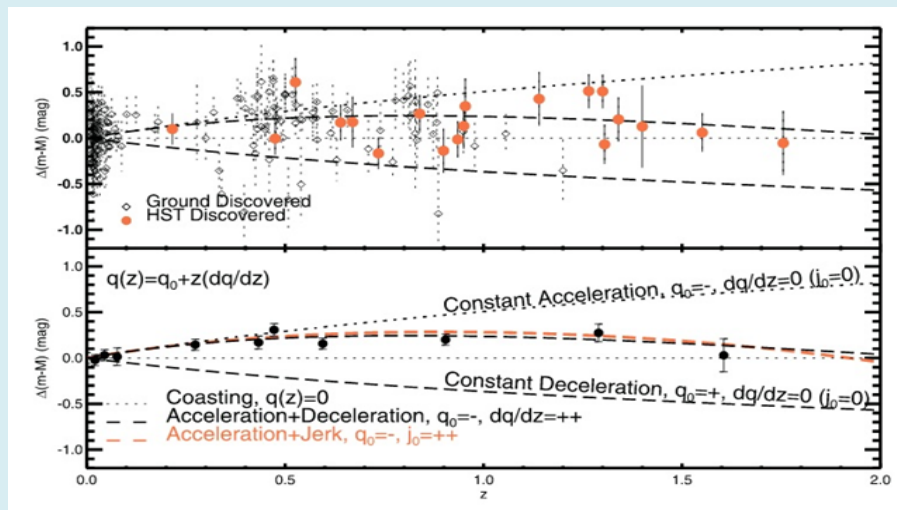 Δ(m-M) (mag)
1.0
0.5
0.0
-0.5
-1.0
Ground Discovered
HST Discovered
Δ(m-M) (mag)
1.0
0.5
0.0
-0.5
-1.0
q(z)=q₀+z(dq/dz)
Constant Acceleration, q₀=-, dq/dz=0 (j₀=0)
Constant Deceleration, q₀=+, dq/dz=0 (j₀=0)
Coasting, q(z)=0
Acceleration+Deceleration, q₀=-, dq/dz=++
Acceleration+Jerk, q₀=-, j₀=++
0.0 0.5 1.0 1.5 2.0
z